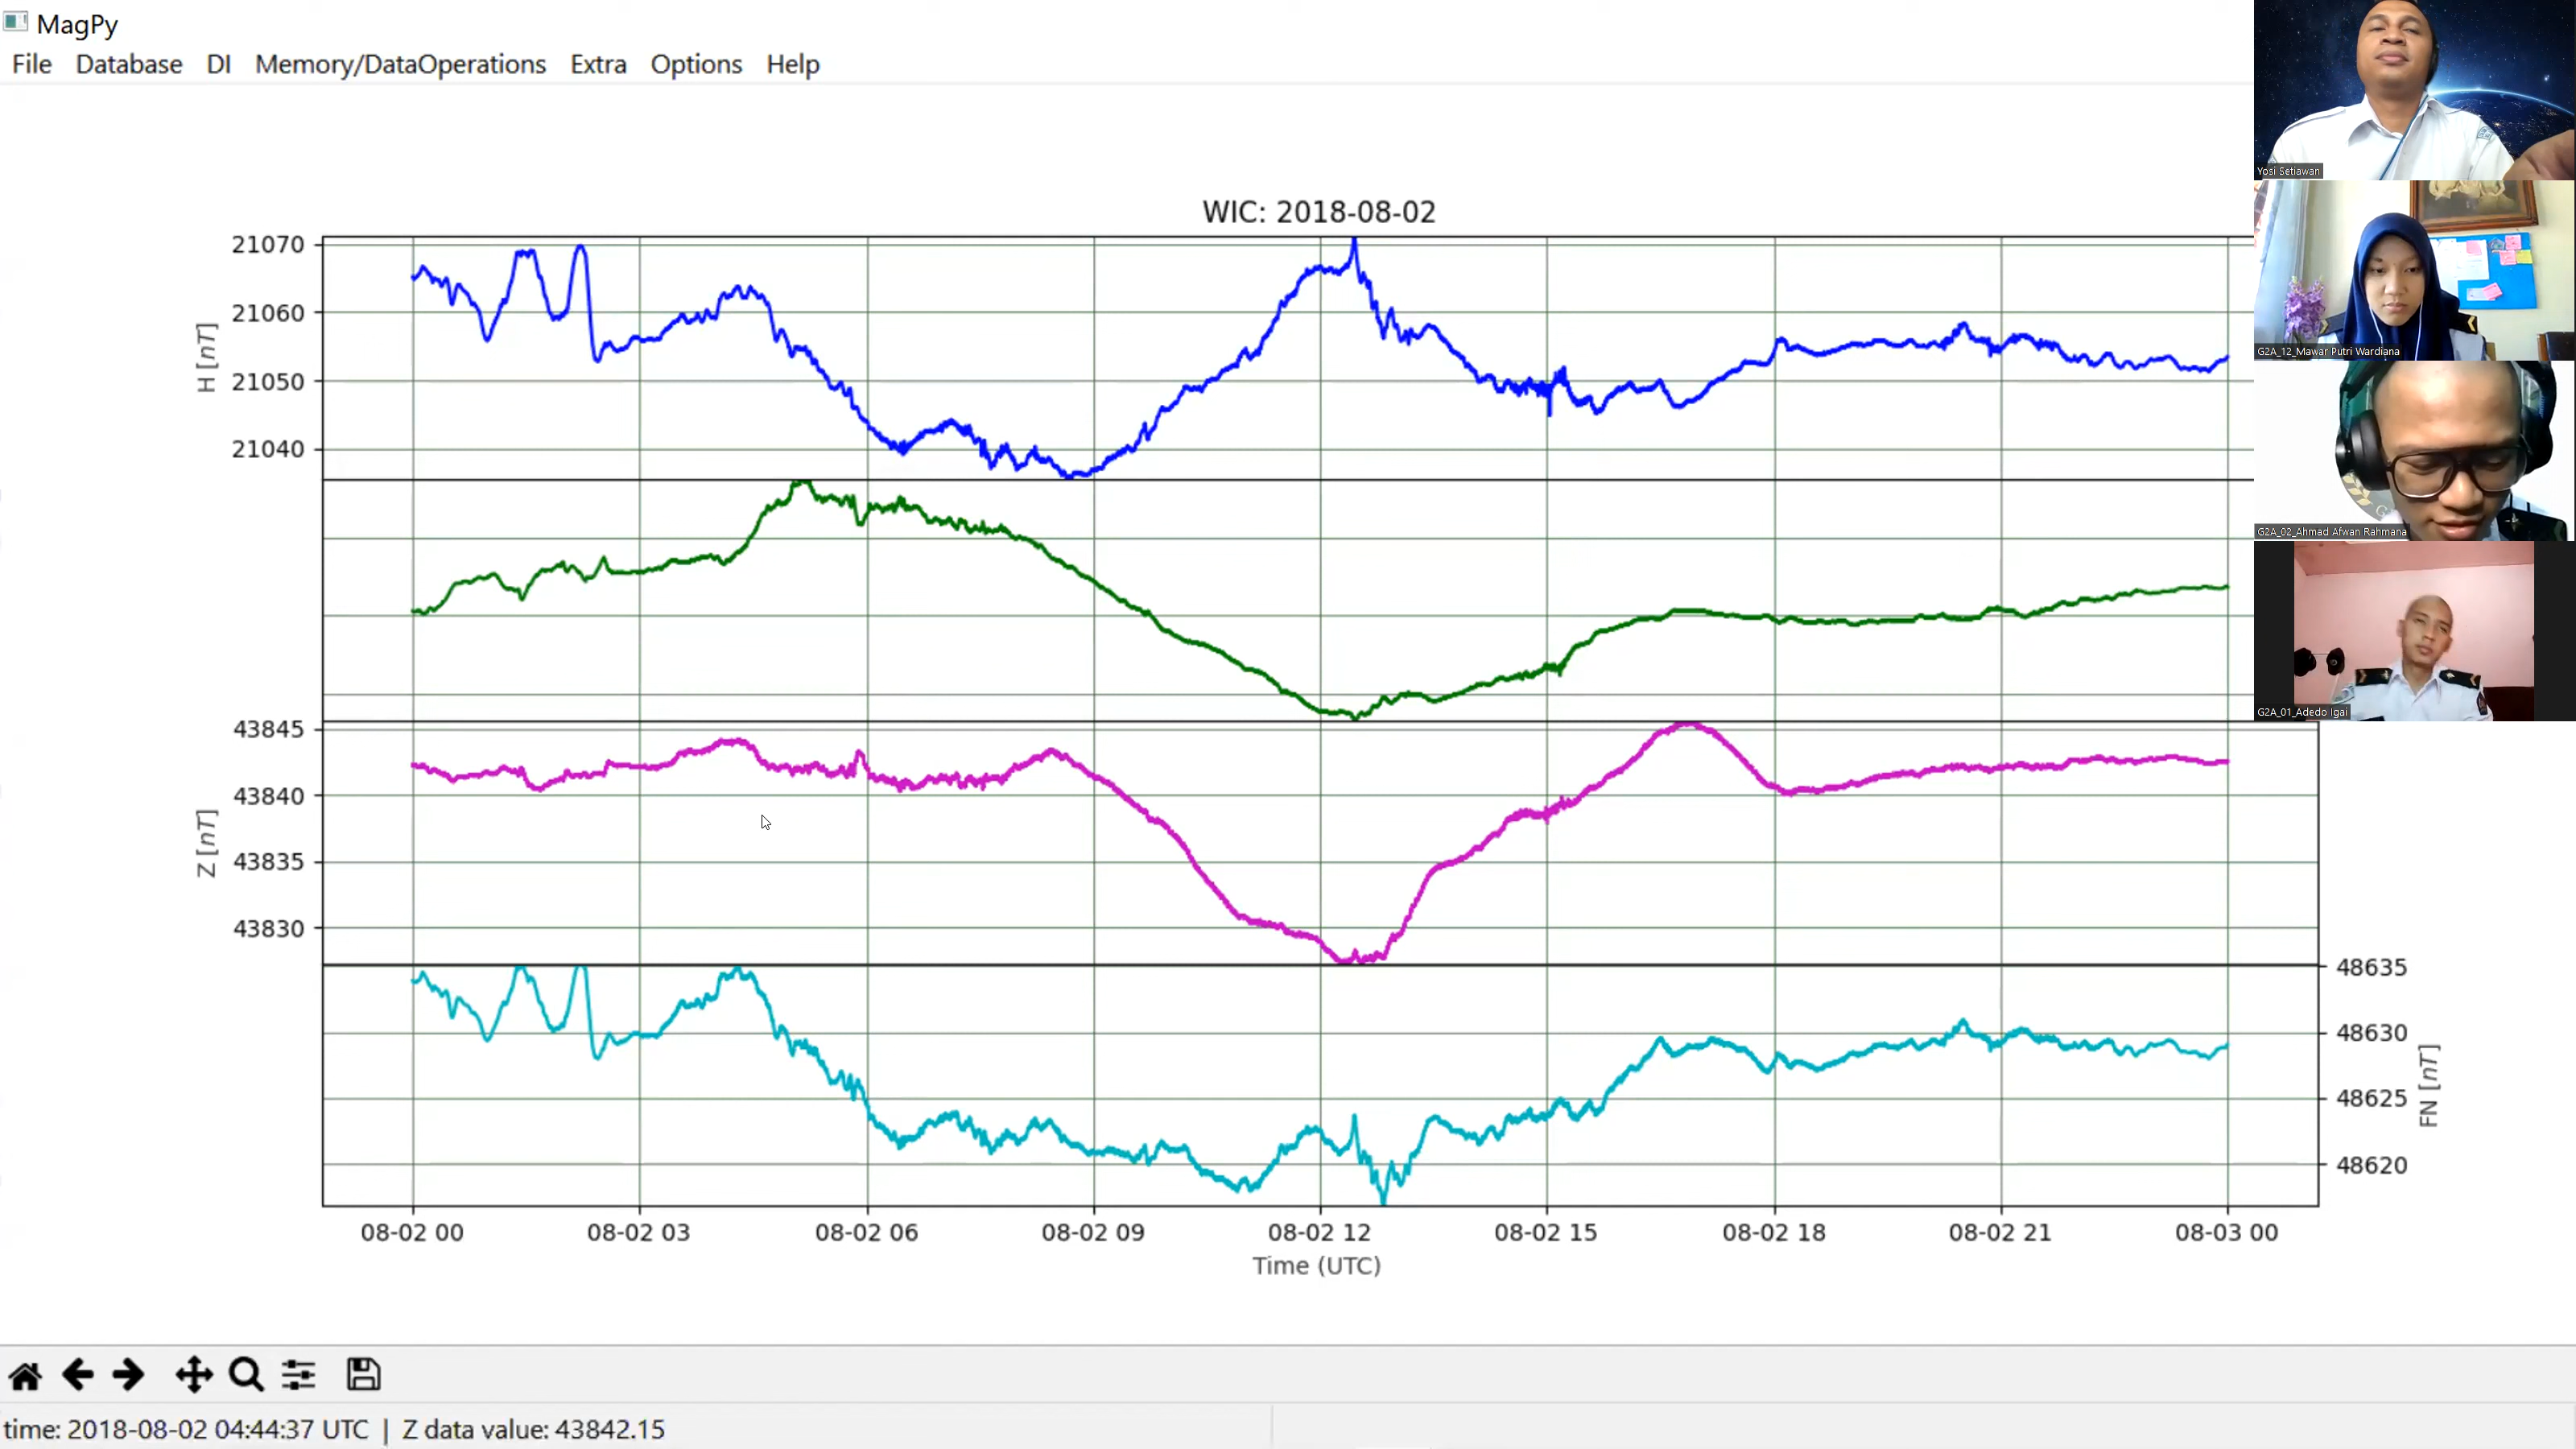 MagPy
File Database DI Memory/DataOperations Extra Options Help
Yosi Setiawan
G2A_12_Mawar Putri Wardiana
G2A_02_Ahmad Afwan Rahmana
G2A_01_Adedo Igai
WIC: 2018-08-02
21070
21060
21050
21040
H [nT]
43845
43840
43835
43830
Z [nT]
48635
48630
48625
48620
FN [nT]
08-02 00 08-02 03 08-02 06 08-02 09 08-02 12 08-02 15 08-02 18 08-02 21 08-03 00
Time (UTC)
time: 2018-08-02 04:44:37 UTC | Z data value: 43842.15